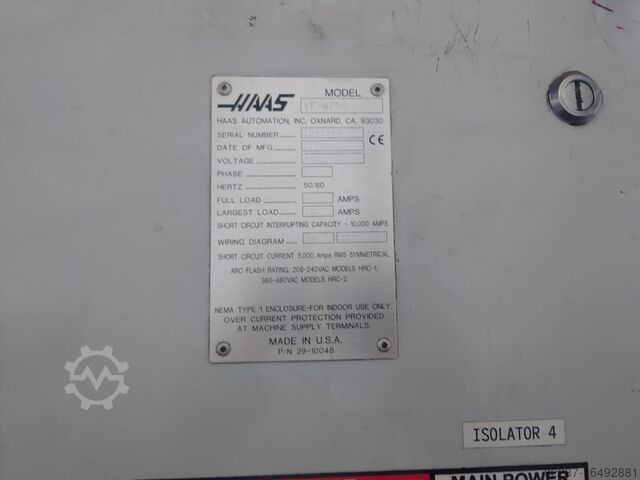 HAAS
MODEL
VF-6/50
HAAS AUTOMATION, INC, OXNARD, CA. 93030
SERIAL NUMBER .......
DATE OF MFG ............
CE
VOLTAGE ...................
PHASE ......................
HERTZ ...................... 50/60
FULL LOAD ............... AMPS
LARGEST LOAD ....... AMPS
SHORT CIRCUIT INTERRUPTING CAPACITY - 10,000 AMPS
WIRING DIAGRAM .......
SHORT CIRCUIT CURRENT 5,000 Amps RMS SYMMETRICAL
ARC FLASH RATING: 208-240VAC MODELS HRC-1,
380-480VAC MODELS HRC-2.
NEMA TYPE 1 ENCLOSURE-FOR INDOOR USE ONLY.
OVER CURRENT PROTECTION PROVIDED
AT MACHINE SUPPLY TERMINALS.
MADE IN U.S.A.
P/N 29-10048
ISOLATOR 4
MAIN POWER